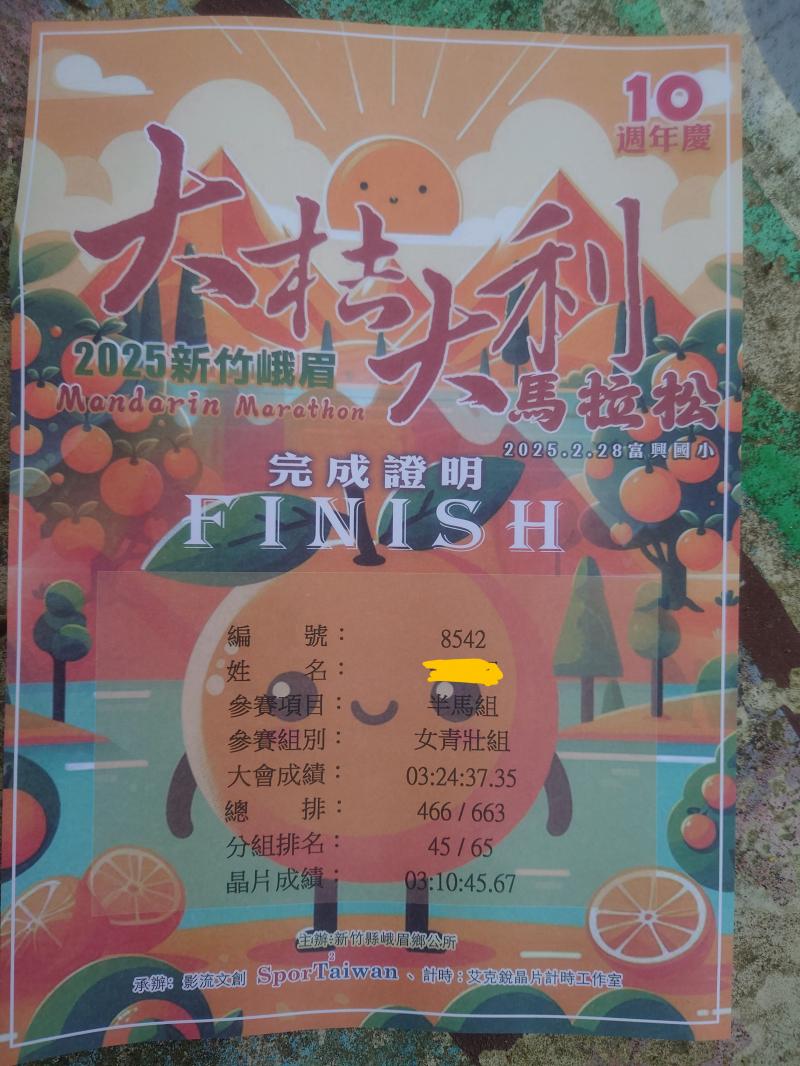 10
週年慶
大桔大利
2025新竹峨眉
Mandarin Marathon
馬拉松
2025.2.28富興國小
完成證明
FINISH
編 號： 8542
姓 名：
參賽項目： 半馬組
參賽組別： 女青壯組
大會成績： 03:24:37.35
總 排： 466 / 663
分組排名： 45 / 65
晶片成績： 03:10:45.67
主辦:新竹縣峨眉鄉公所
承辦: 影流文創 SporT2aiwan、計時：艾克銳晶片計時工作室